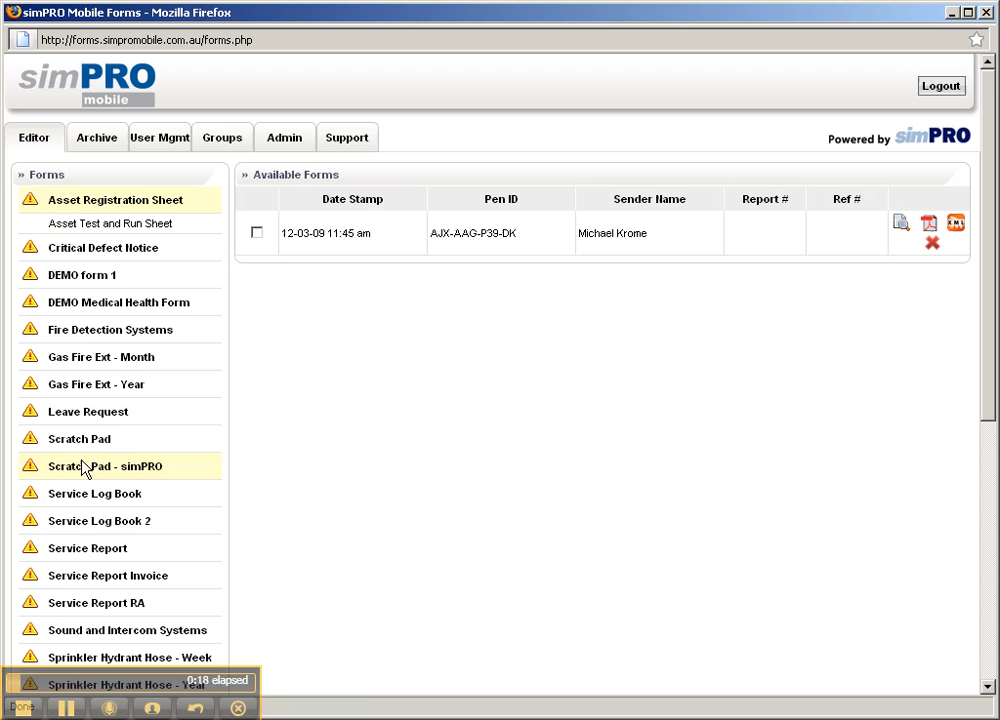 simPRO Mobile Forms - Mozilla Firefox
http://forms.simpromobile.com.au/forms.php
simPRO
mobile
Logout
Editor
Archive
User Mgmt
Groups
Admin
Support
Powered by simPRO
» Forms
Asset Registration Sheet
Asset Test and Run Sheet
Critical Defect Notice
DEMO form 1
DEMO Medical Health Form
Fire Detection Systems
Gas Fire Ext - Month
Gas Fire Ext - Year
Leave Request
Scratch Pad
Scratch Pad - simPRO
Service Log Book
Service Log Book 2
Service Report
Service Report Invoice
Service Report RA
Sound and Intercom Systems
Sprinkler Hydrant Hose - Week
Sprinkler Hydrant Hose - Year
» Available Forms
Date Stamp Pen ID Sender Name Report # Ref #
12-03-09 11:45 am AJX-AAG-P39-DK Michael Krome
XML
0:18 elapsed
Done